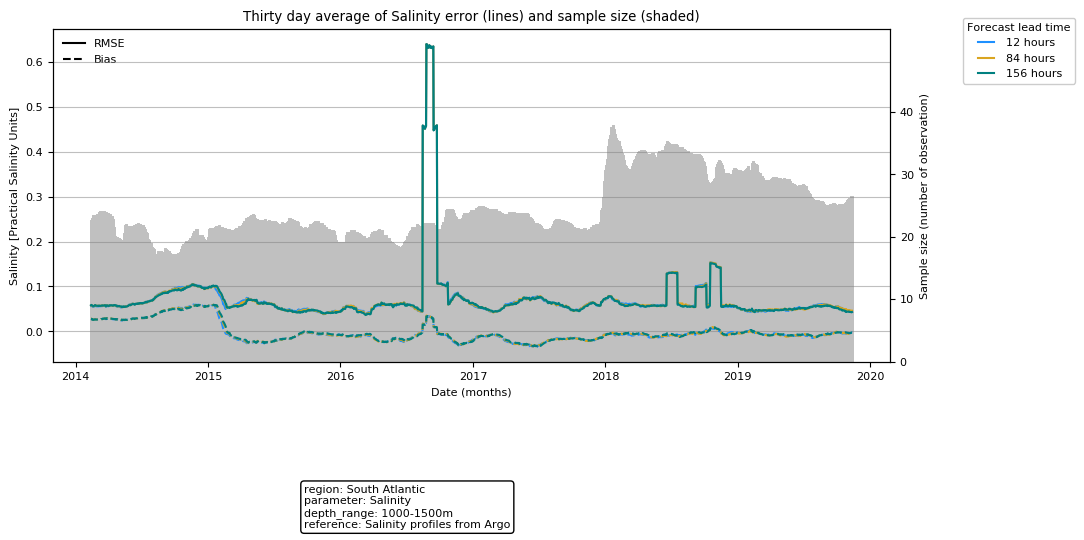 Thirty day average of Salinity error (lines) and sample size (shaded)
Forecast lead time
12 hours
84 hours
156 hours
RMSE
Bias
Salinity [Practical Salinity Units]
0.6
0.5
0.4
0.3
0.2
0.1
0.0
Sample size (number of observation)
40
30
20
10
0
2014
2015
2016
2017
2018
2019
2020
Date (months)
region: South Atlantic
parameter: Salinity
depth_range: 1000-1500m
reference: Salinity profiles from Argo